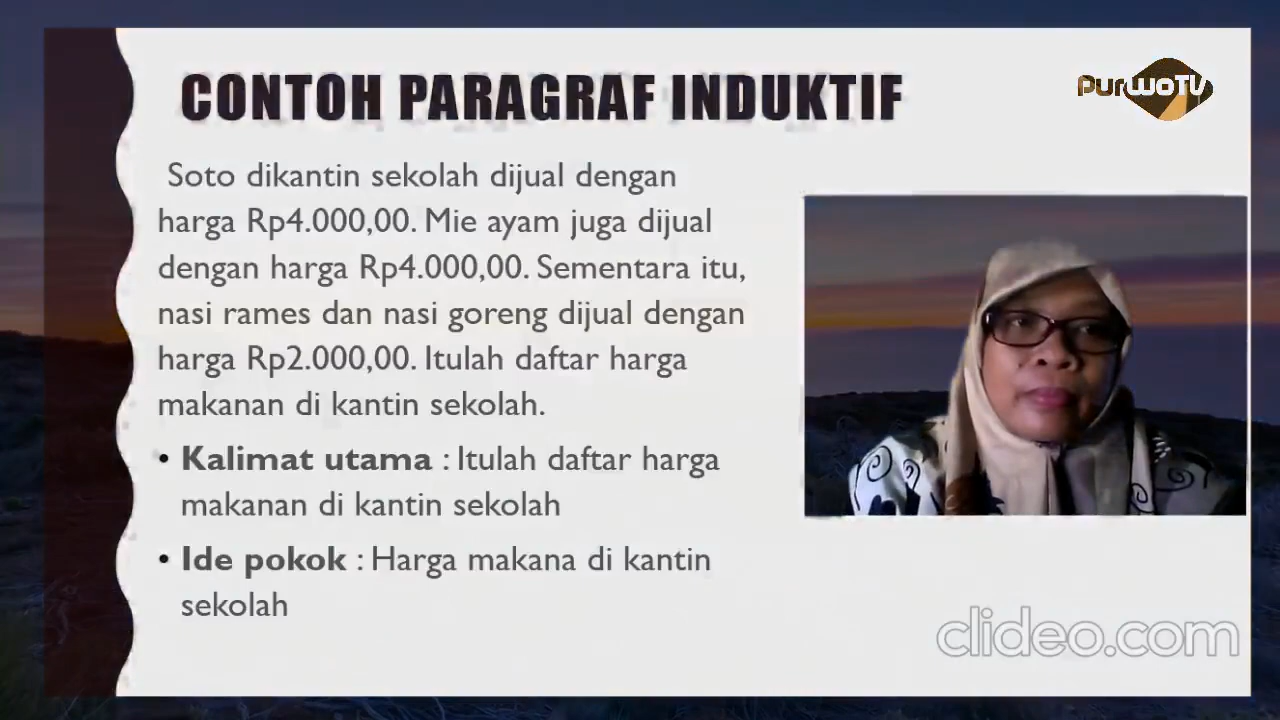 CONTOH PARAGRAF INDUKTIF
PURWOTV
Soto dikantin sekolah dijual dengan
harga Rp4.000,00. Mie ayam juga dijual
dengan harga Rp4.000,00. Sementara itu,
nasi rames dan nasi goreng dijual dengan
harga Rp2.000,00. Itulah daftar harga
makanan di kantin sekolah.
• Kalimat utama : Itulah daftar harga
makanan di kantin sekolah
• Ide pokok : Harga makana di kantin
sekolah
clideo.com